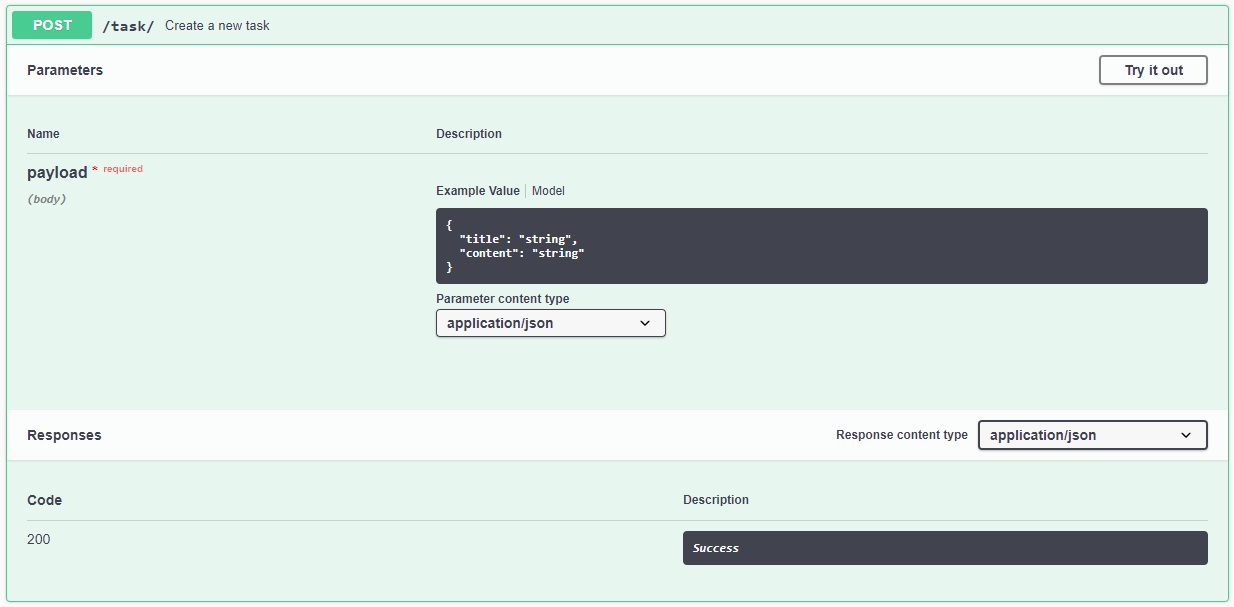 POST /task/ Create a new task
Parameters
Try it out
Name Description
payload * required
(body)
Example Value | Model
{
  "title": "string",
  "content": "string"
}
Parameter content type
application/json
Responses
Response content type application/json
Code Description
200 Success